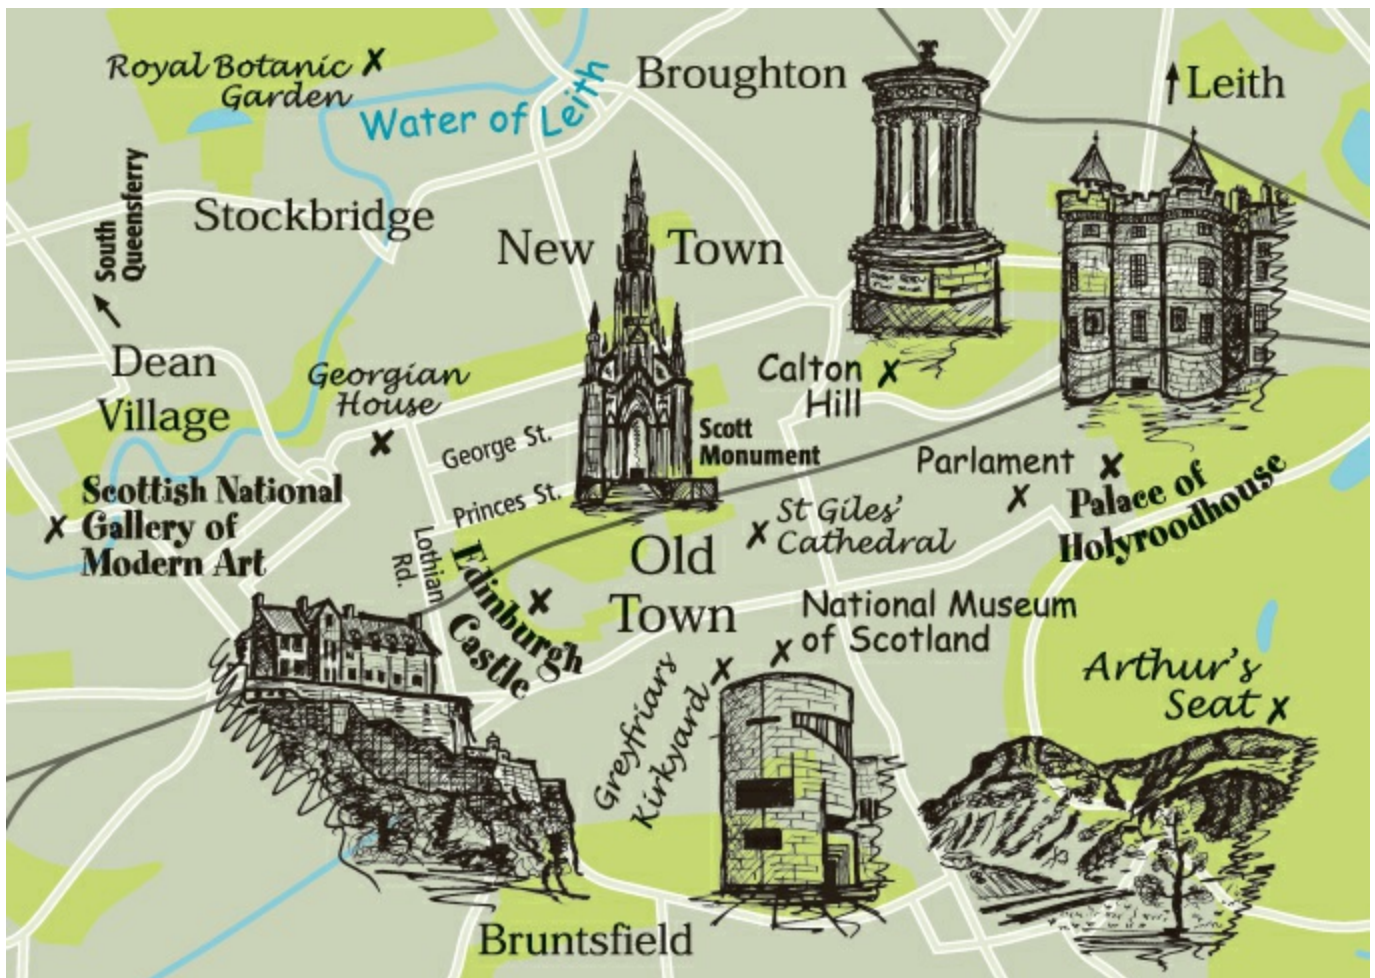 Royal Botanic
Garden
Water of Leith
Broughton
Leith
South
Queensferry
Stockbridge
New Town
Dean
Village
Georgian
House
George St.
Princes St.
Scott
Monument
Calton
Hill
Parlament
Palace of
Holyroodhouse
Scottish National
Gallery of
Modern Art
Lothian
Rd.
Edinburgh
Castle
Old
Town
St Giles'
Cathedral
National Museum
of Scotland
Greyfriars
Kirkyard
Arthur's
Seat
Bruntsfield